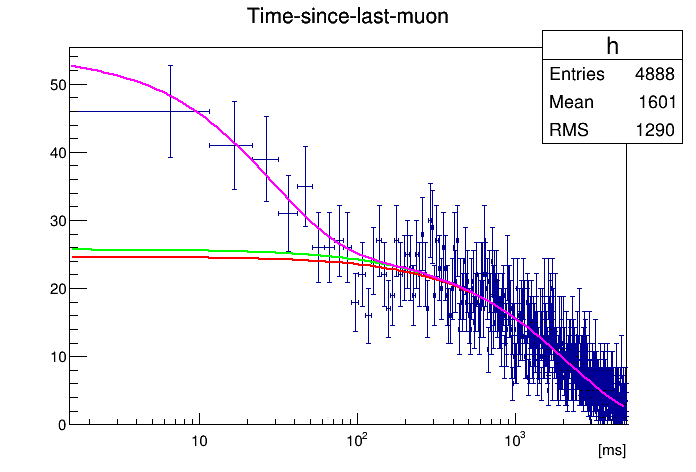 Time-since-last-muon
h
Entries 4888
Mean 1601
RMS 1290
50
40
30
20
10
0
10 10² 10³
[ms]